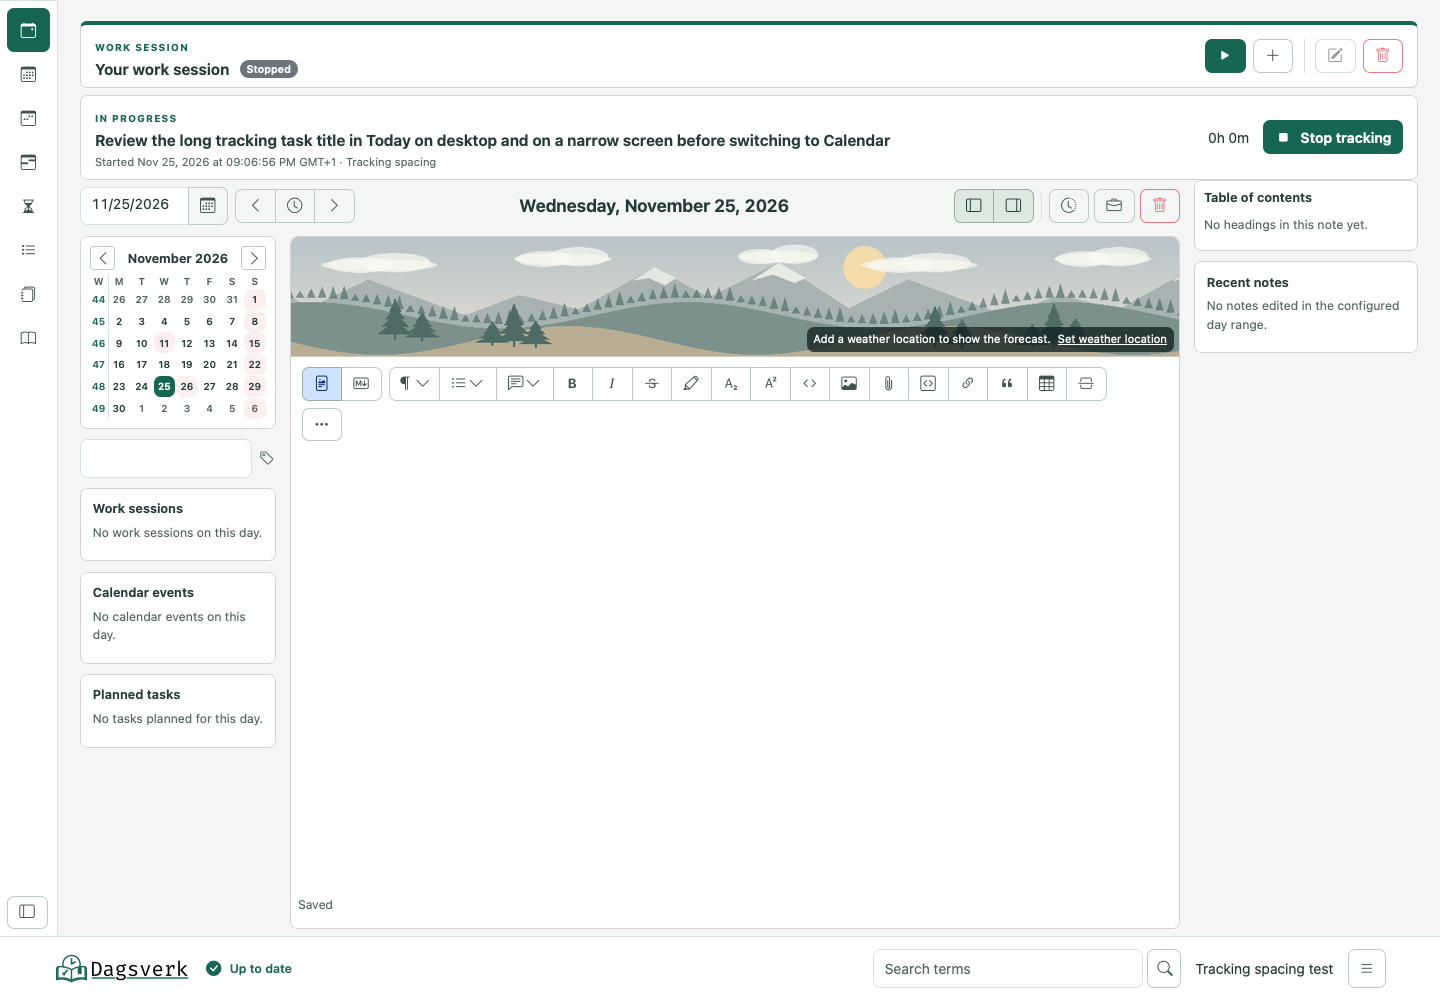 WORK SESSION
Your work session Stopped
IN PROGRESS
Review the long tracking task title in Today on desktop and on a narrow screen before switching to Calendar
Started Nov 25, 2026 at 09:06:56 PM GMT+1 · Tracking spacing
0h 0m Stop tracking
11/25/2026
Wednesday, November 25, 2026
November 2026
W M T W T F S S
44 26 27 28 29 30 31 1
45 2 3 4 5 6 7 8
46 9 10 11 12 13 14 15
47 16 17 18 19 20 21 22
48 23 24 25 26 27 28 29
49 30 1 2 3 4 5 6
Work sessions
No work sessions on this day.
Calendar events
No calendar events on this
day.
Planned tasks
No tasks planned for this day.
Add a weather location to show the forecast. Set weather location
M↓ ¶ B I S A₂ A² <> “
...
Saved
Table of contents
No headings in this note yet.
Recent notes
No notes edited in the configured
day range.
Dagsverk Up to date
Search terms
Tracking spacing test